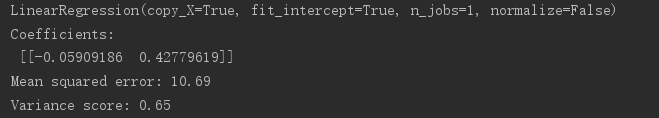 LinearRegression(copy_X=True, fit_intercept=True, n_jobs=1, normalize=False)
Coefficients:
[[-0.05909186  0.42779619]]
Mean squared error: 10.69
Variance score: 0.65